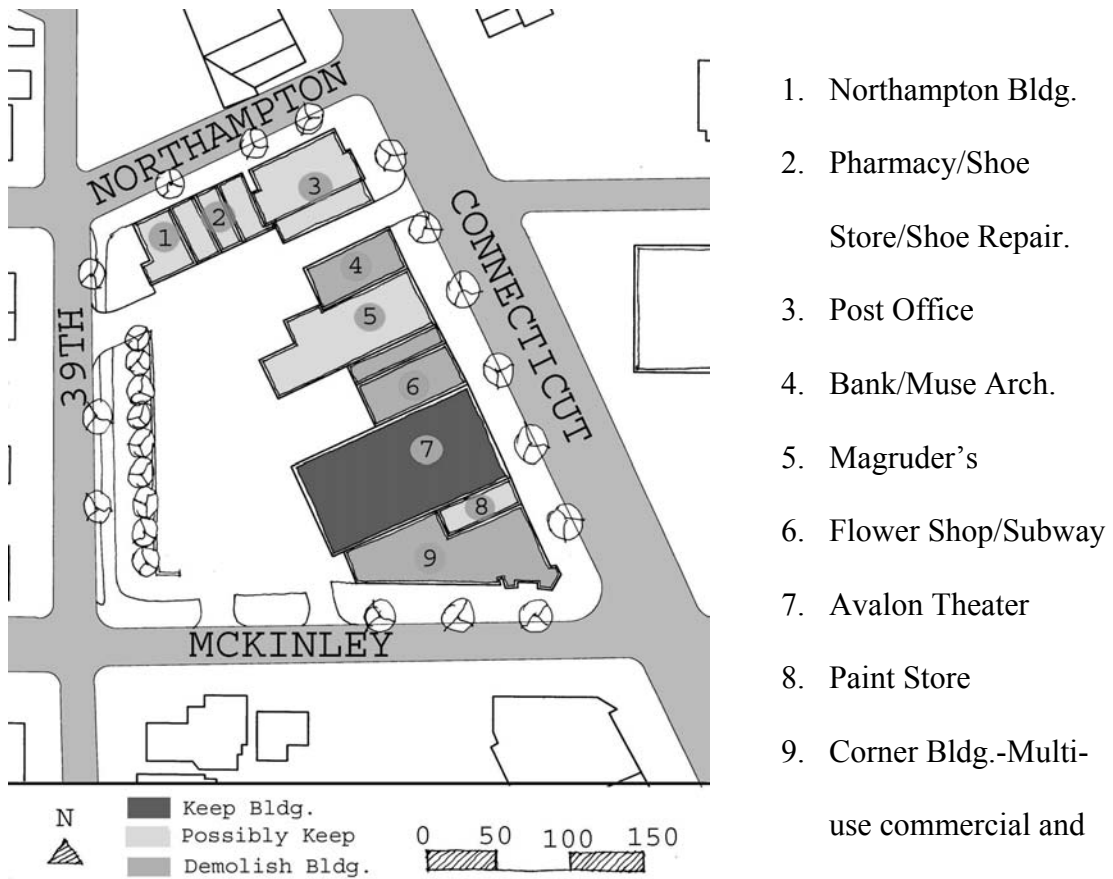 NORTHAMPTON
CONNECTICUT
39TH
MCKINLEY
1
2
3
4
5
6
7
8
9
N
Keep Bldg.
Possibly Keep
Demolish Bldg.
0 50 100 150
1. Northampton Bldg.
2. Pharmacy/Shoe
Store/Shoe Repair.
3. Post Office
4. Bank/Muse Arch.
5. Magruder’s
6. Flower Shop/Subway
7. Avalon Theater
8. Paint Store
9. Corner Bldg.-Multi-
use commercial and